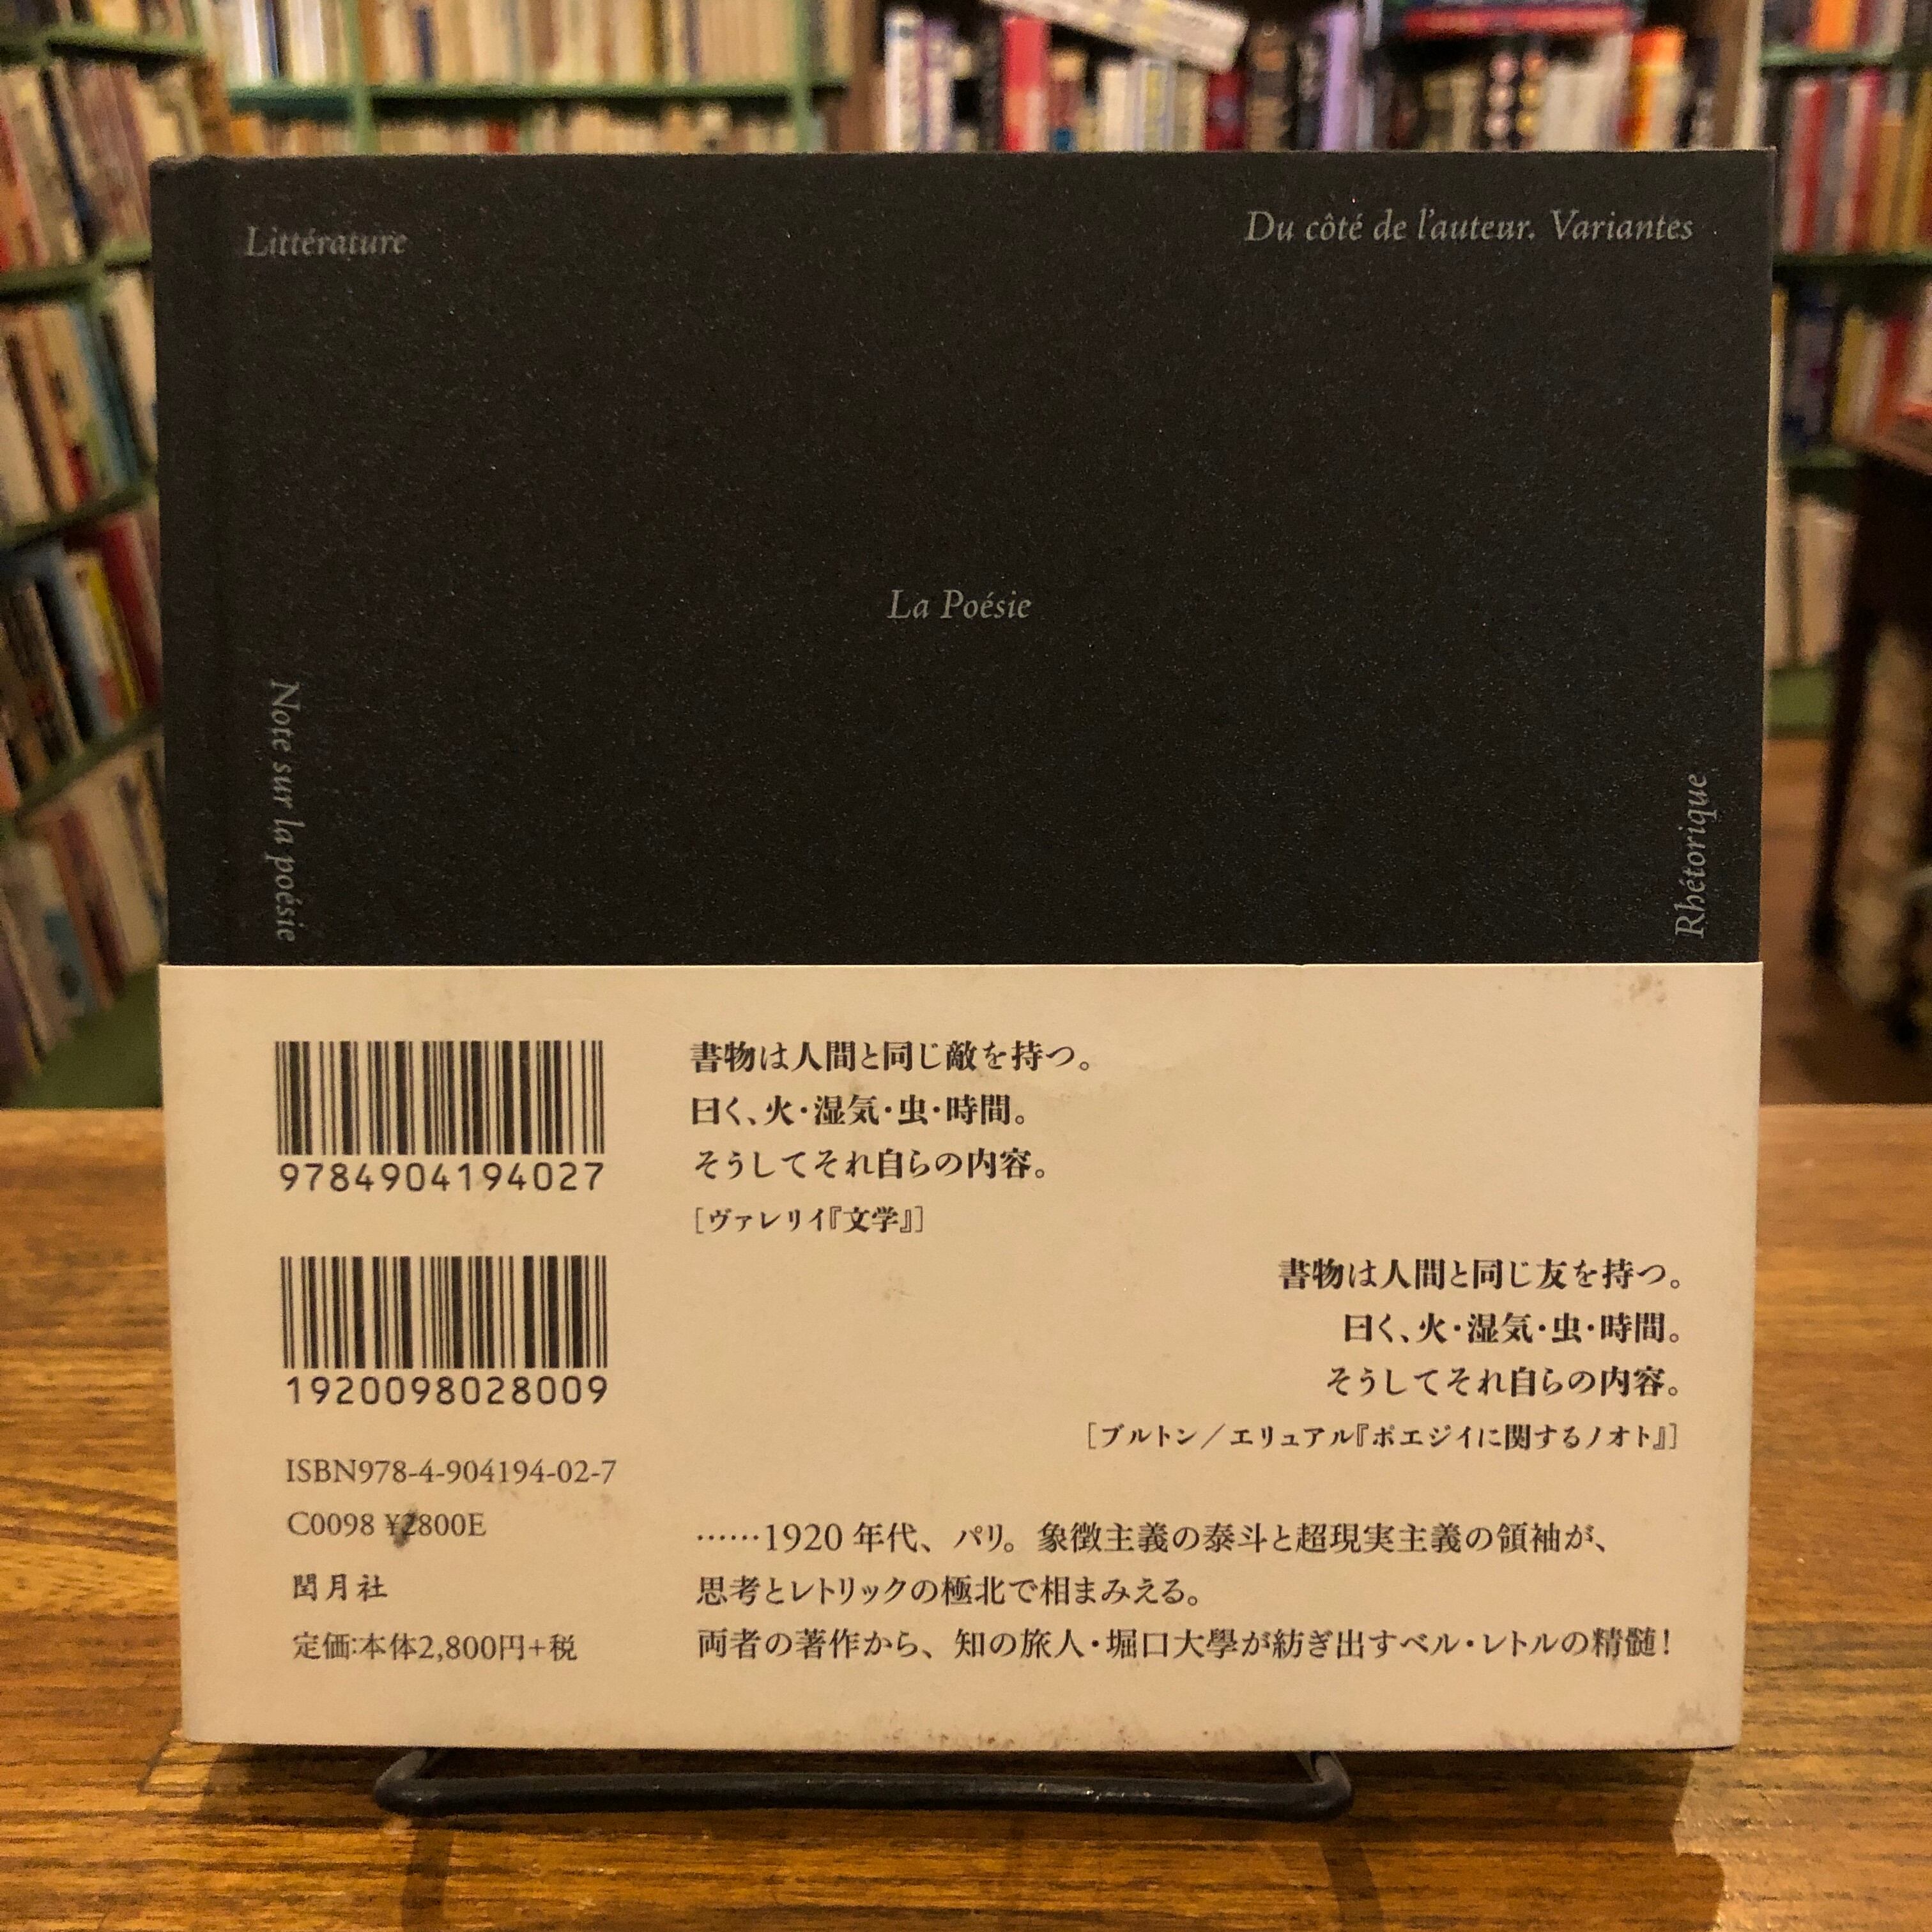 Littérature
Du côté de l'auteur. Variantes
La Poésie
Note sur la poésie
Rhétorique
9784904194027
書物は人間と同じ敵を持つ。
曰く、火・湿気・虫・時間。
そうしてそれ自らの内容。
［ヴァレリイ『文学』］
1920098028009
書物は人間と同じ友を持つ。
曰く、火・湿気・虫・時間。
そうしてそれ自らの内容。
［ブルトン／エリュアル『ポエジイに関するノオト』］
ISBN978-4-904194-02-7
C0098 ¥2800E
閏月社
定価:本体2,800円+税
……1920年代、パリ。象徴主義の泰斗と超現実主義の領袖が、
思考とレトリックの極北で相まみえる。
両者の著作から、知の旅人・堀口大學が紡ぎ出すベル・レトルの精髄！